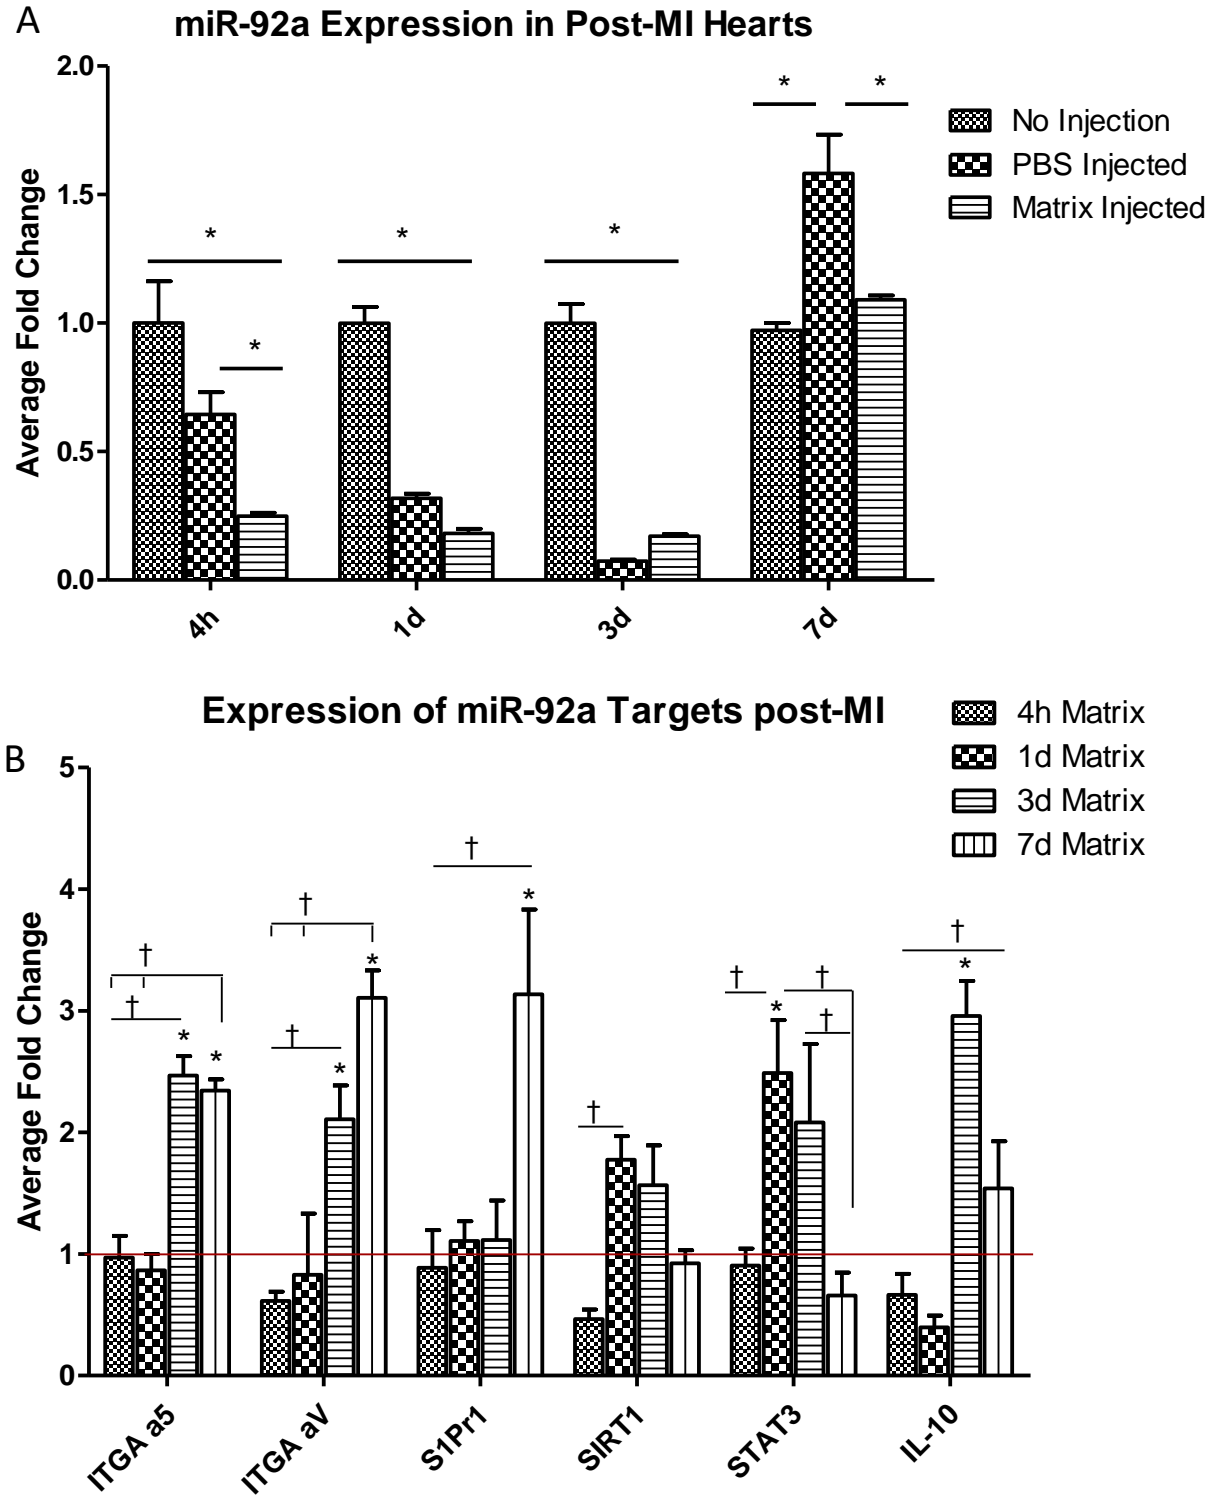 A
miR-92a Expression in Post-MI Hearts
Average Fold Change
2.0
1.5
1.0
0.5
0.0
* * * * * *
4h 1d 3d 7d
No Injection
PBS Injected
Matrix Injected
B
Expression of miR-92a Targets post-MI
4h Matrix
1d Matrix
3d Matrix
7d Matrix
Average Fold Change
5
4
3
2
1
0
† † * *
† † * *
† *
†
† * † †
† *
ITGA a5 ITGA aV S1Pr1 SIRT1 STAT3 IL-10